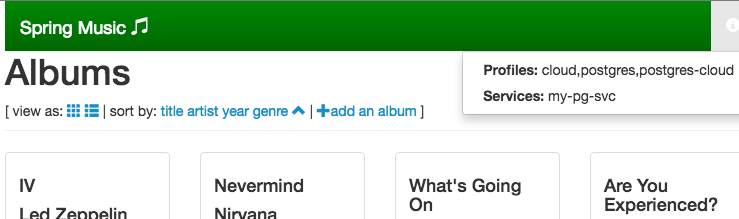 Spring Music
Albums
Profiles: cloud,postgres,postgres-cloud
Services: my-pg-svc
[ view as: | sort by: title artist year genre | add an album ]
IV
Led Zeppelin
Nevermind
Nirvana
What's Going
On
Are You
Experienced?